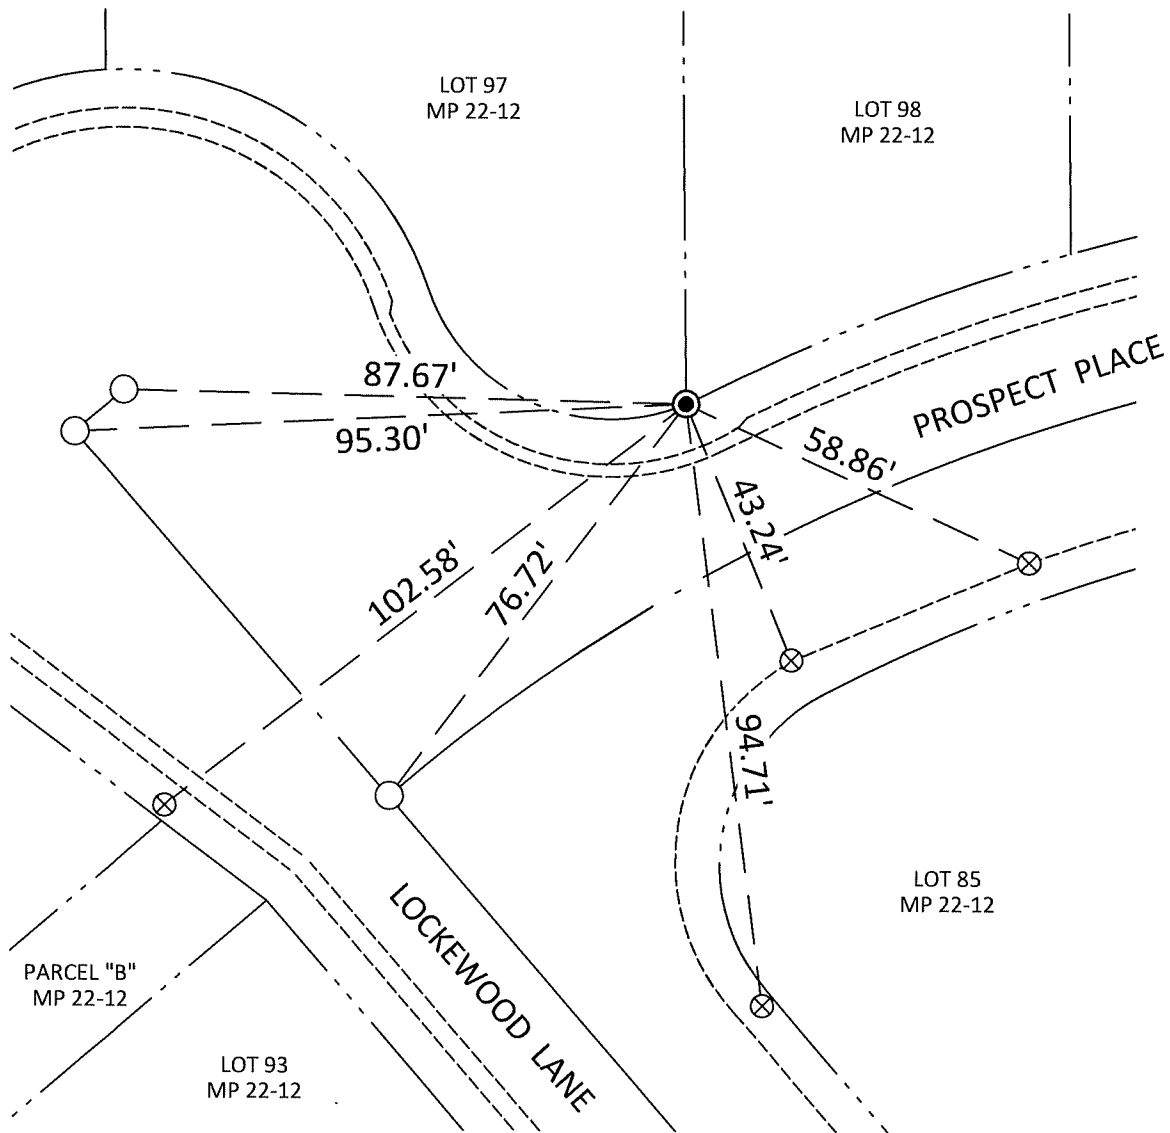 LOT 97
MP 22-12
LOT 98
MP 22-12
PROSPECT PLACE
87.67'
95.30'
58.86'
43.24'
102.58'
76.72'
94.71'
LOT 85
MP 22-12
LOCKEWOOD LANE
PARCEL "B"
MP 22-12
LOT 93
MP 22-12